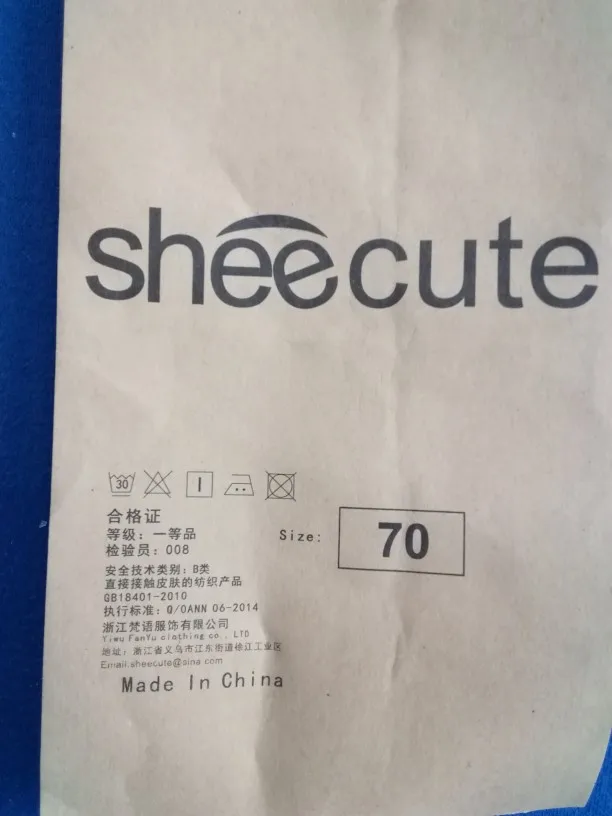 sheecute
30
合格证
等级：一等品
检验员：008
Size: 70
安全技术类别：B类
直接接触皮肤的纺织产品
GB18401-2010
执行标准：Q/OANN 06-2014
浙江梵语服饰有限公司
Yiwu FanYu clothing co., LTD
地址：浙江省义乌市江东街道徐江工业区
Email.sheecute@sina.com
Made In China